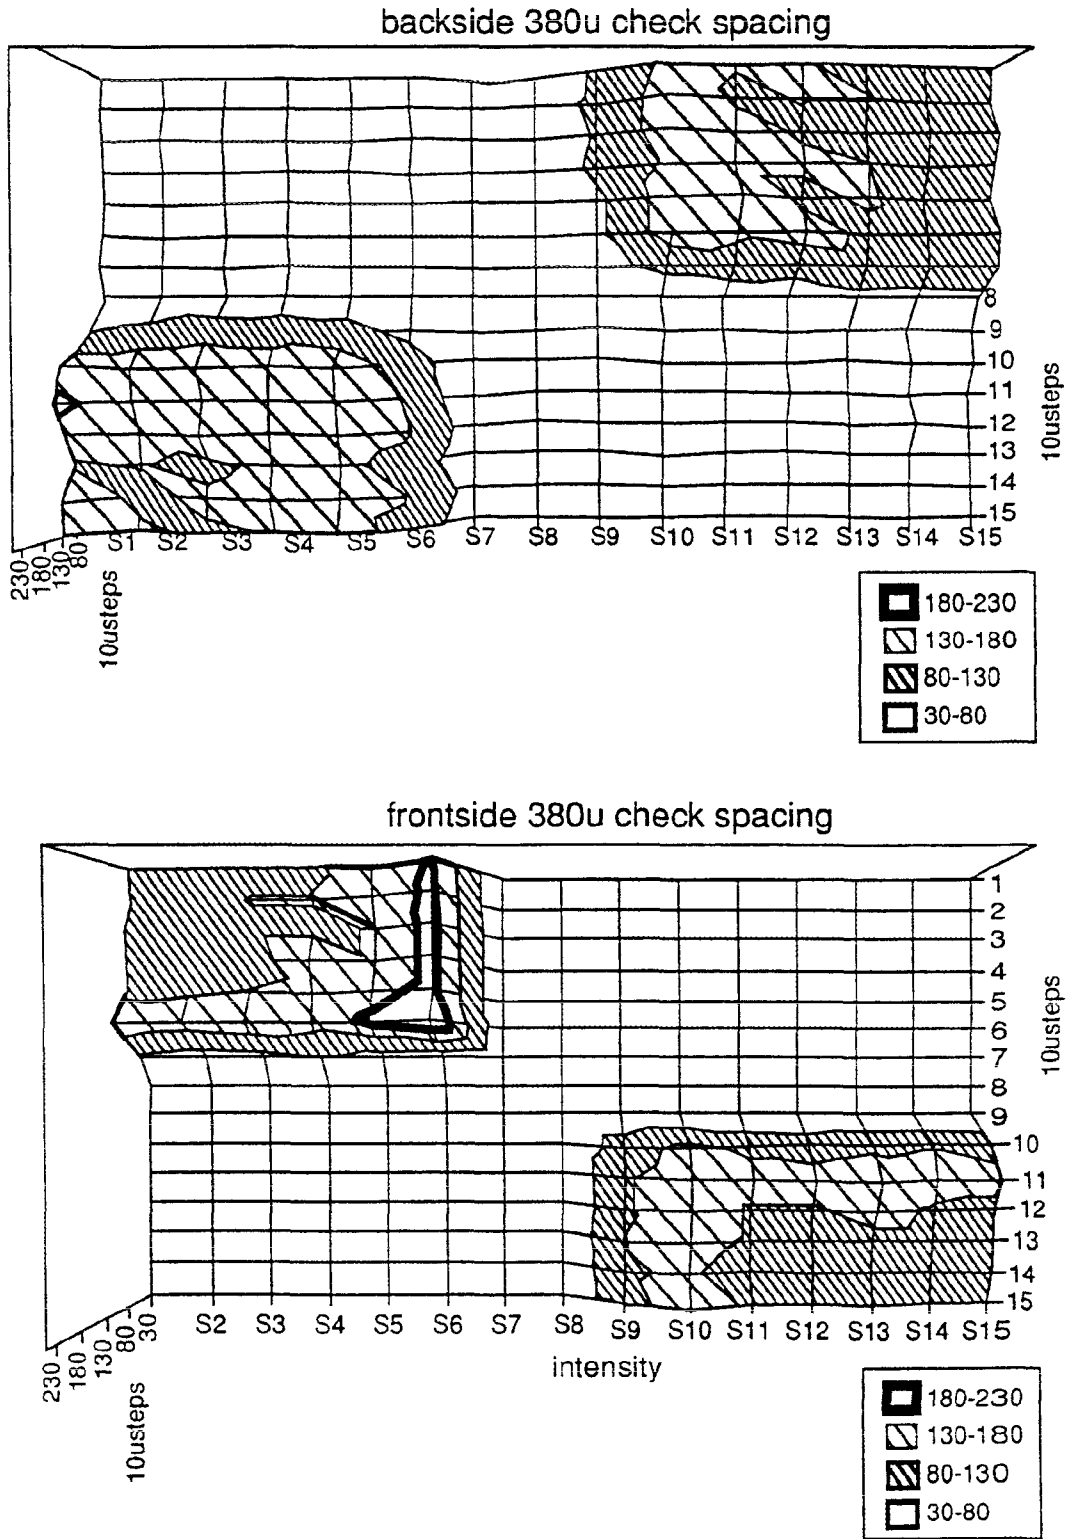 backside 380u check spacing
8
9
10
11
12
13
14
15
10usteps
S1 S2 S3 S4 S5 S6 S7 S8 S9 S10 S11 S12 S13 S14 S15
230 180 130 80
10usteps
180-230
130-180
80-130
30-80
frontside 380u check spacing
1
2
3
4
5
6
7
8
9
10
11
12
13
14
15
10usteps
S2 S3 S4 S5 S6 S7 S8 S9 S10 S11 S12 S13 S14 S15
230 180 130 80 30
intensity
10usteps
180-230
130-180
80-130
30-80